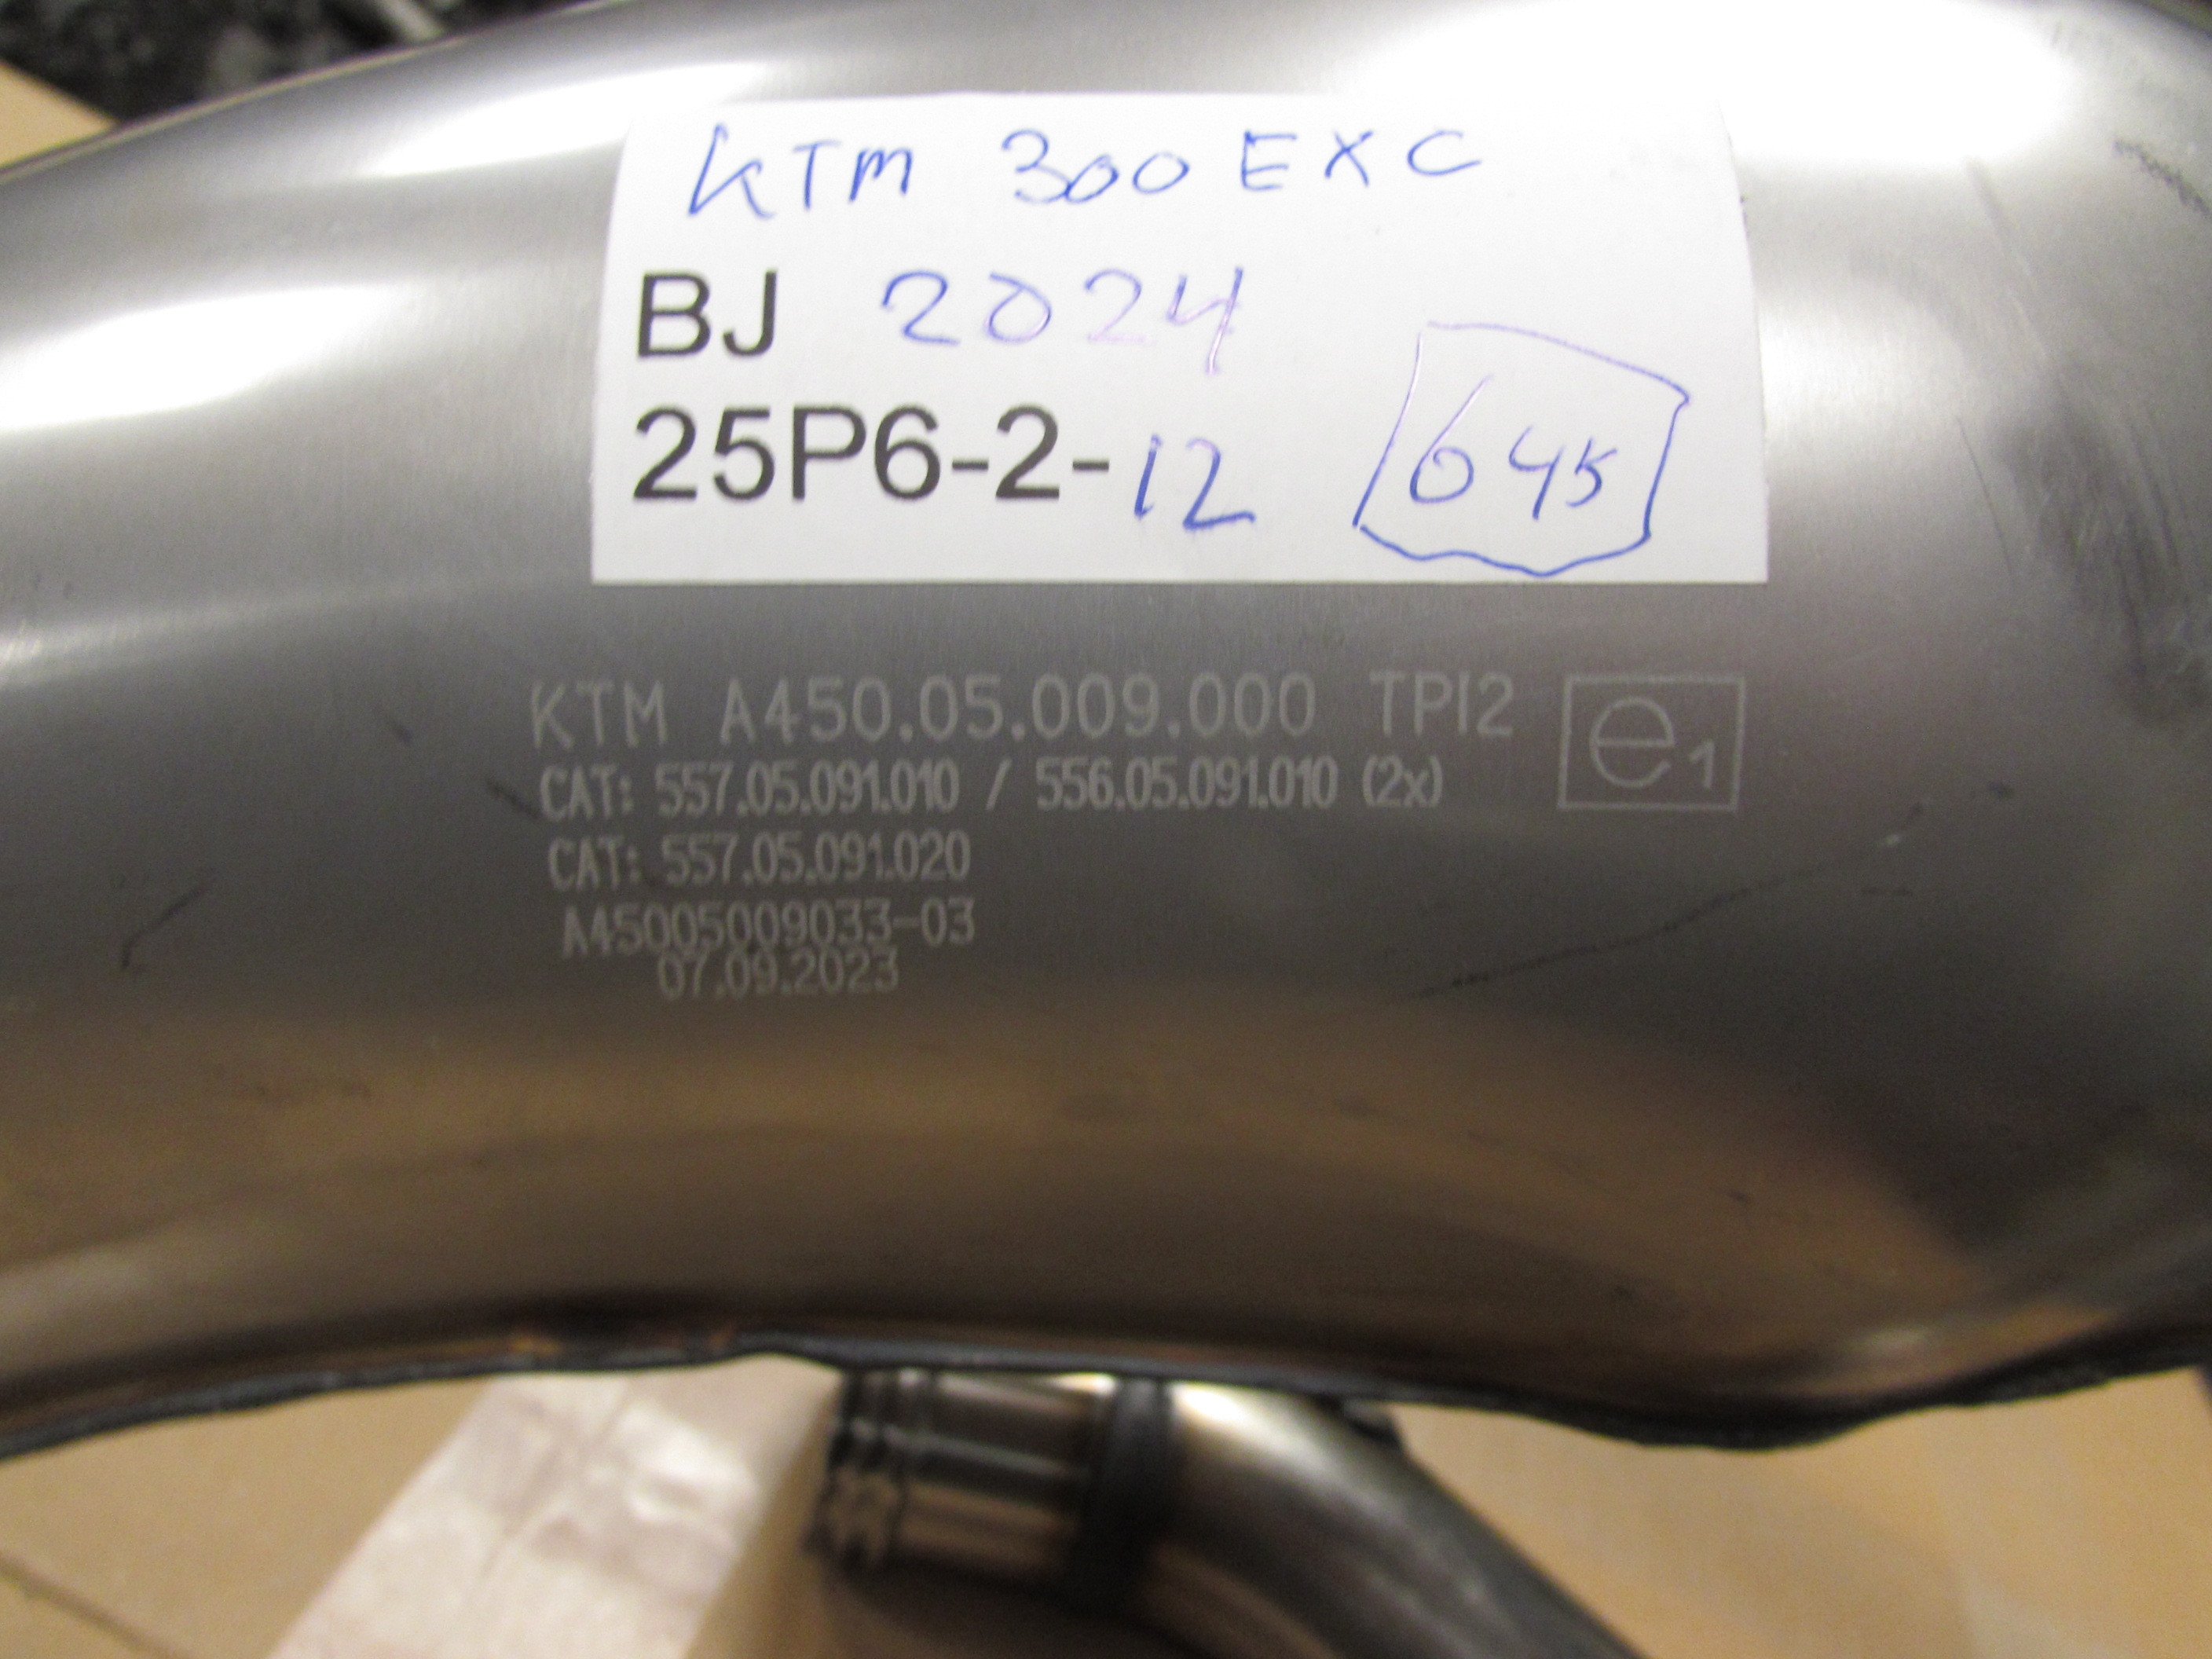 KTM 300 EXC
BJ 2024
25P6-2-12 645
KTM A450.05.009.000 TPI2 e1
CAT: 557.05.091.010 / 556.05.091.010 (2x)
CAT: 557.05.091.020
A45005009033-03
07.09.2023